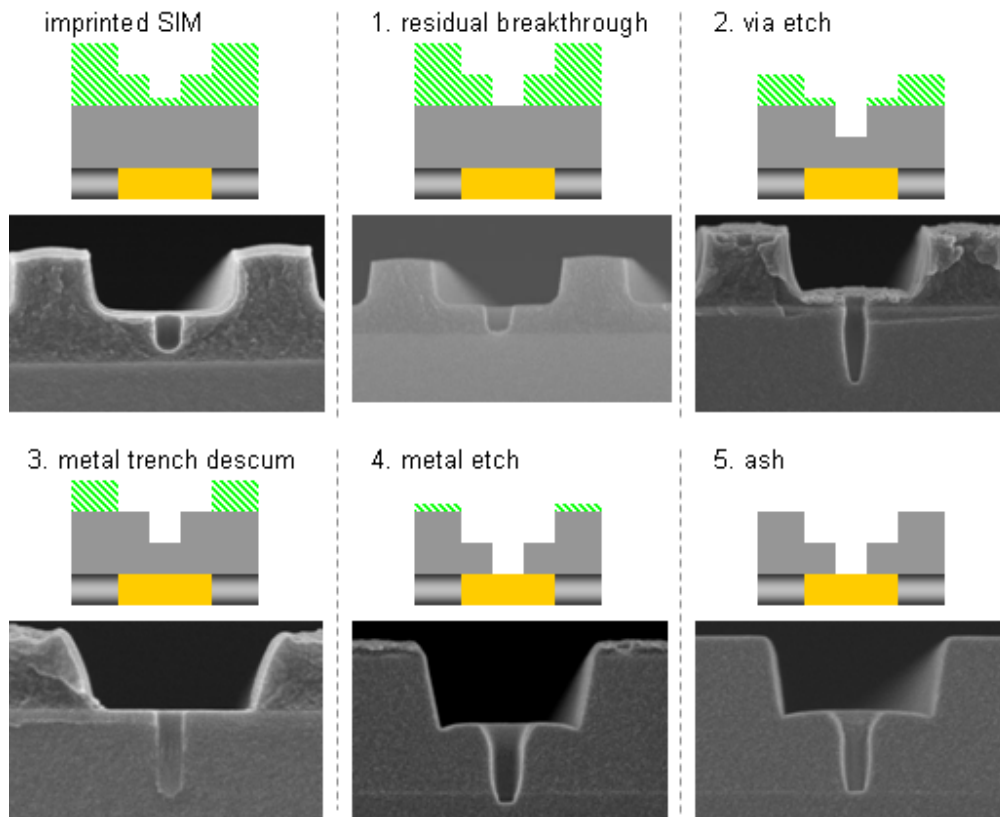 imprinted SIM
1. residual breakthrough
2. via etch
3. metal trench descum
4. metal etch
5. ash